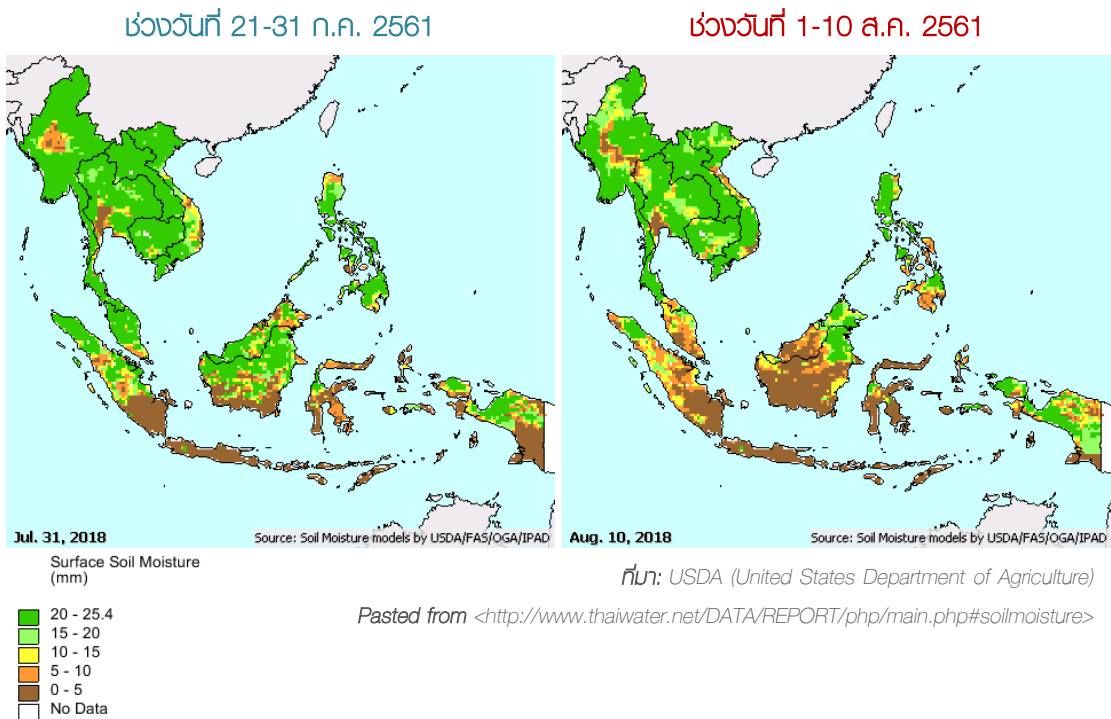 ช่วงวันที่ 21-31 ก.ค. 2561
ช่วงวันที่ 1-10 ส.ค. 2561
Jul. 31, 2018
Source: Soil Moisture models by USDA/FAS/OGA/IPAD
Aug. 10, 2018
Source: Soil Moisture models by USDA/FAS/OGA/IPAD
Surface Soil Moisture
(mm)
20 - 25.4
15 - 20
10 - 15
5 - 10
0 - 5
No Data
ที่มา: USDA (United States Department of Agriculture)
Pasted from <http://www.thaiwater.net/DATA/REPORT/php/main.php#soilmoisture>